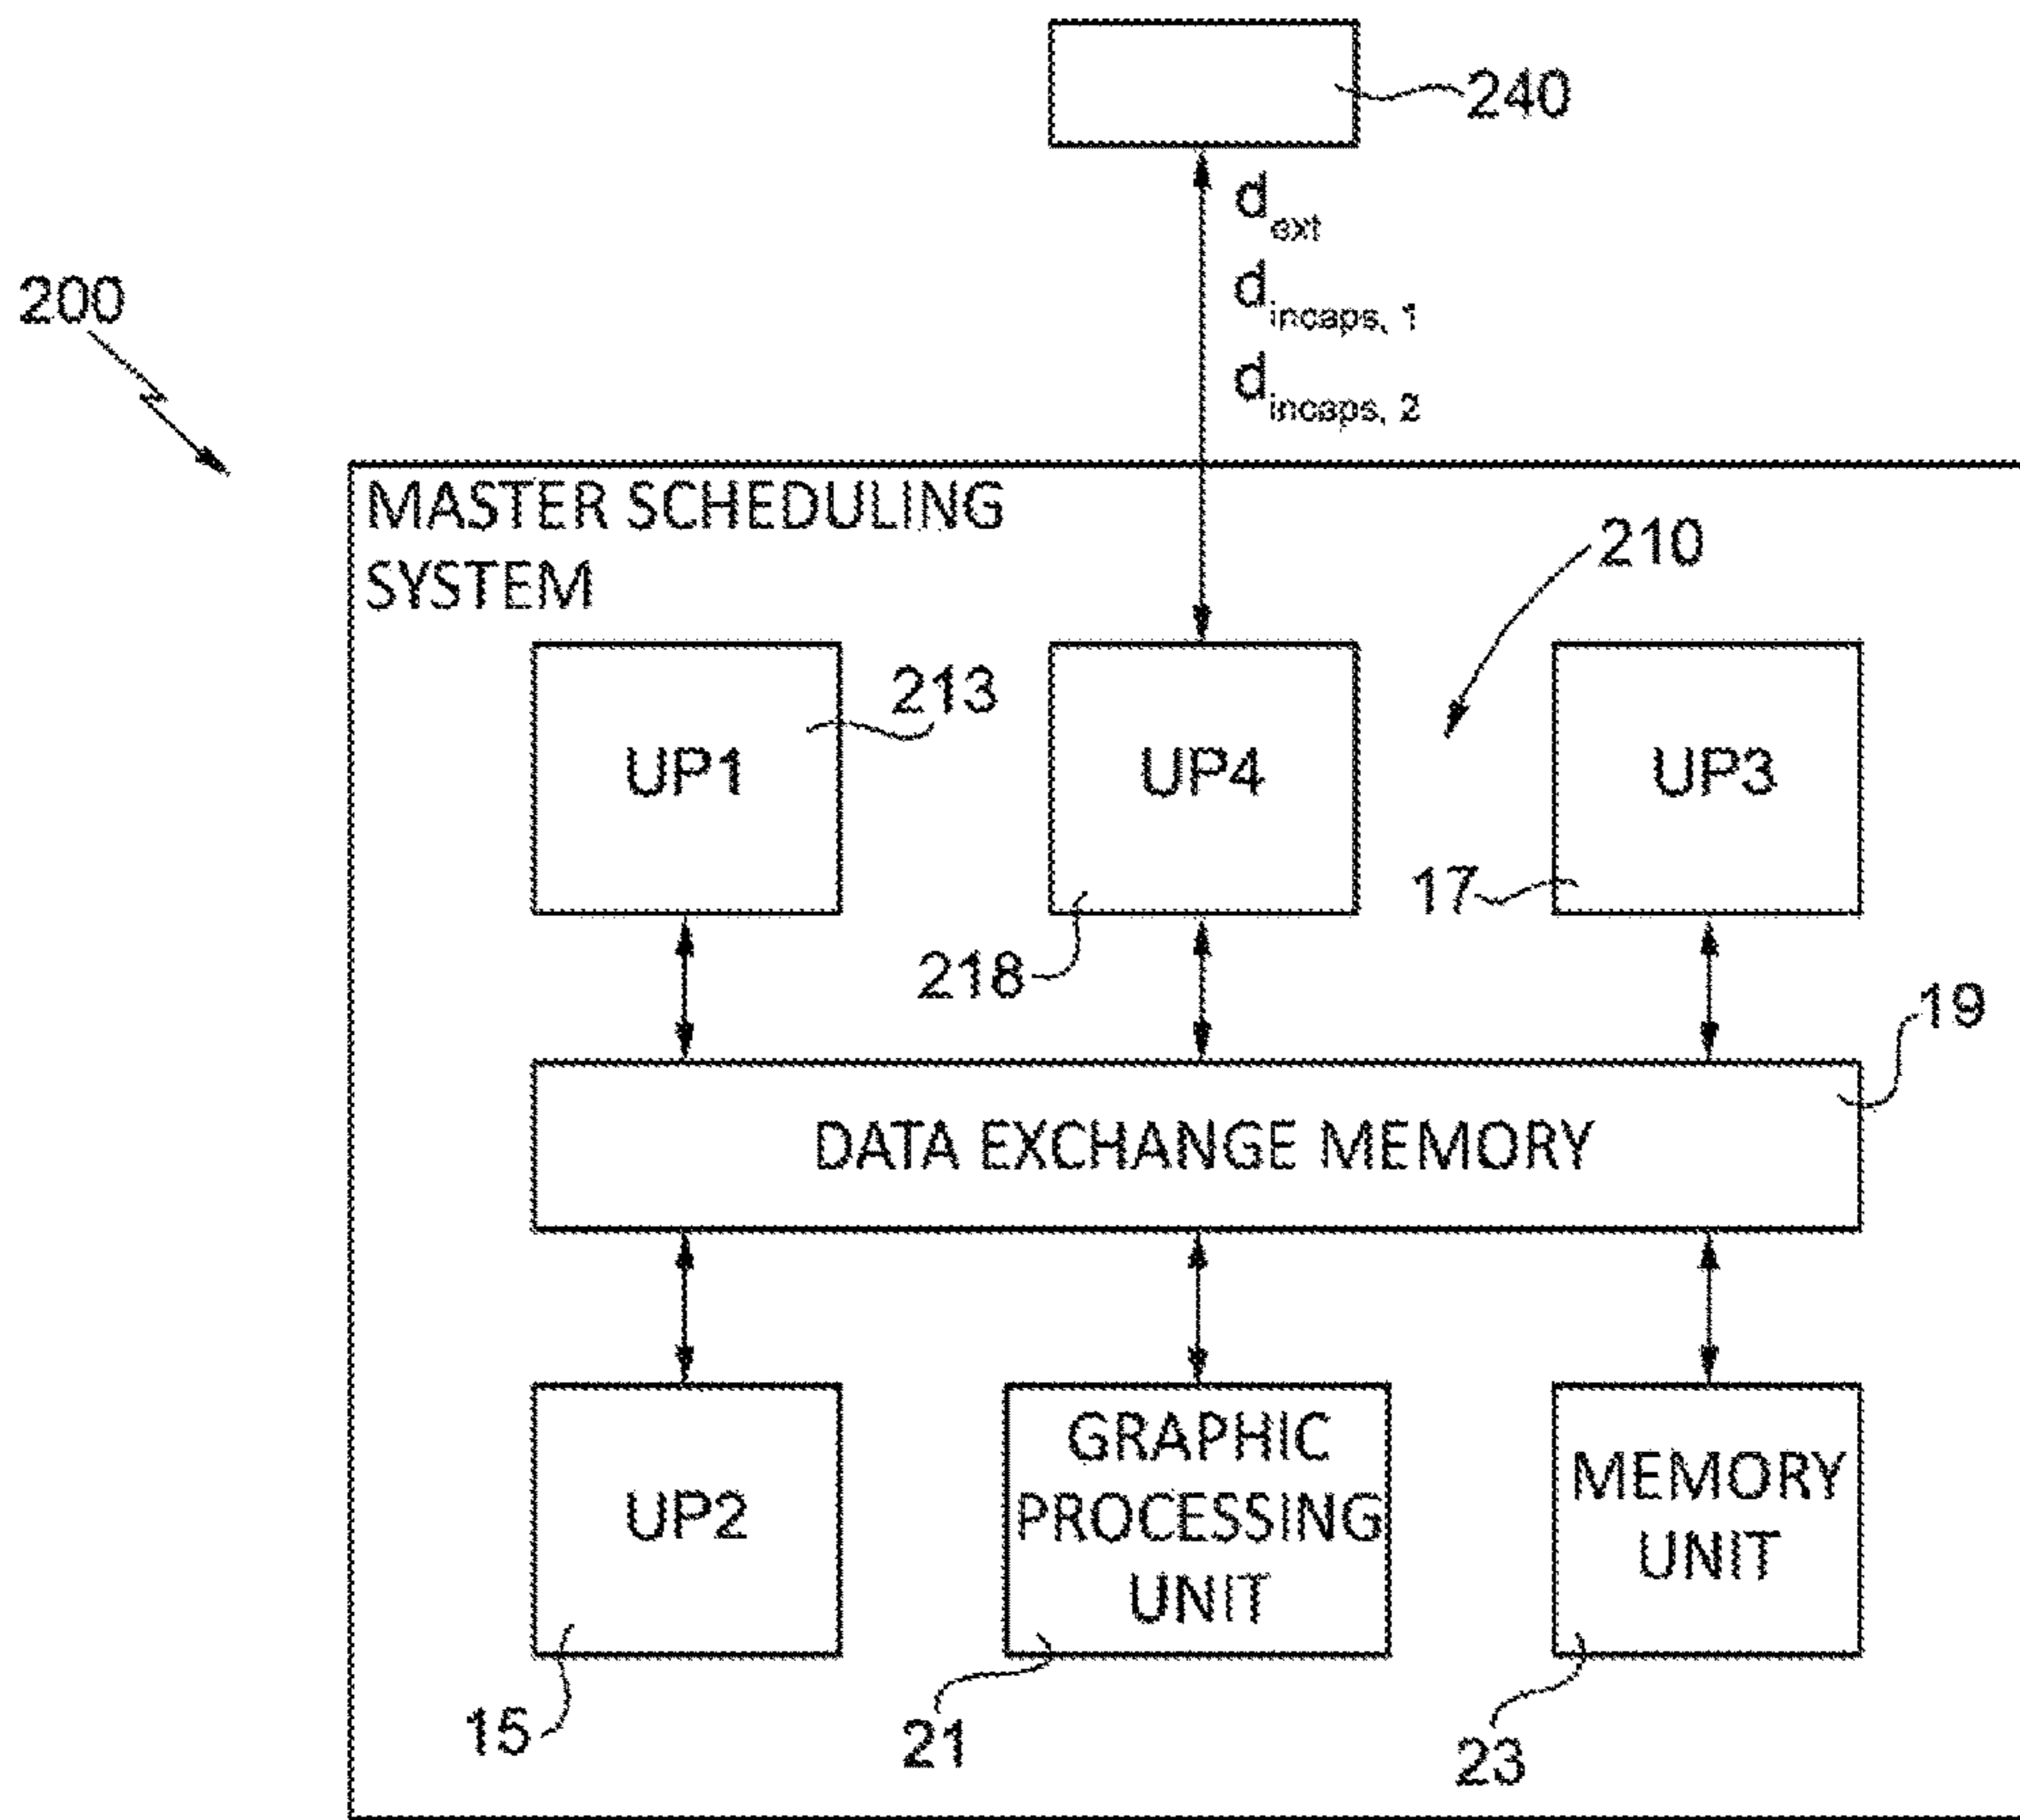 240
d ext
200
d incaps, 1
d incaps, 2
MASTER SCHEDULING
SYSTEM
210
213
UP1
UP4
UP3
17
218
19
DATA EXCHANGE MEMORY
UP2
GRAPHIC
PROCESSING
UNIT
MEMORY
UNIT
15
21
23